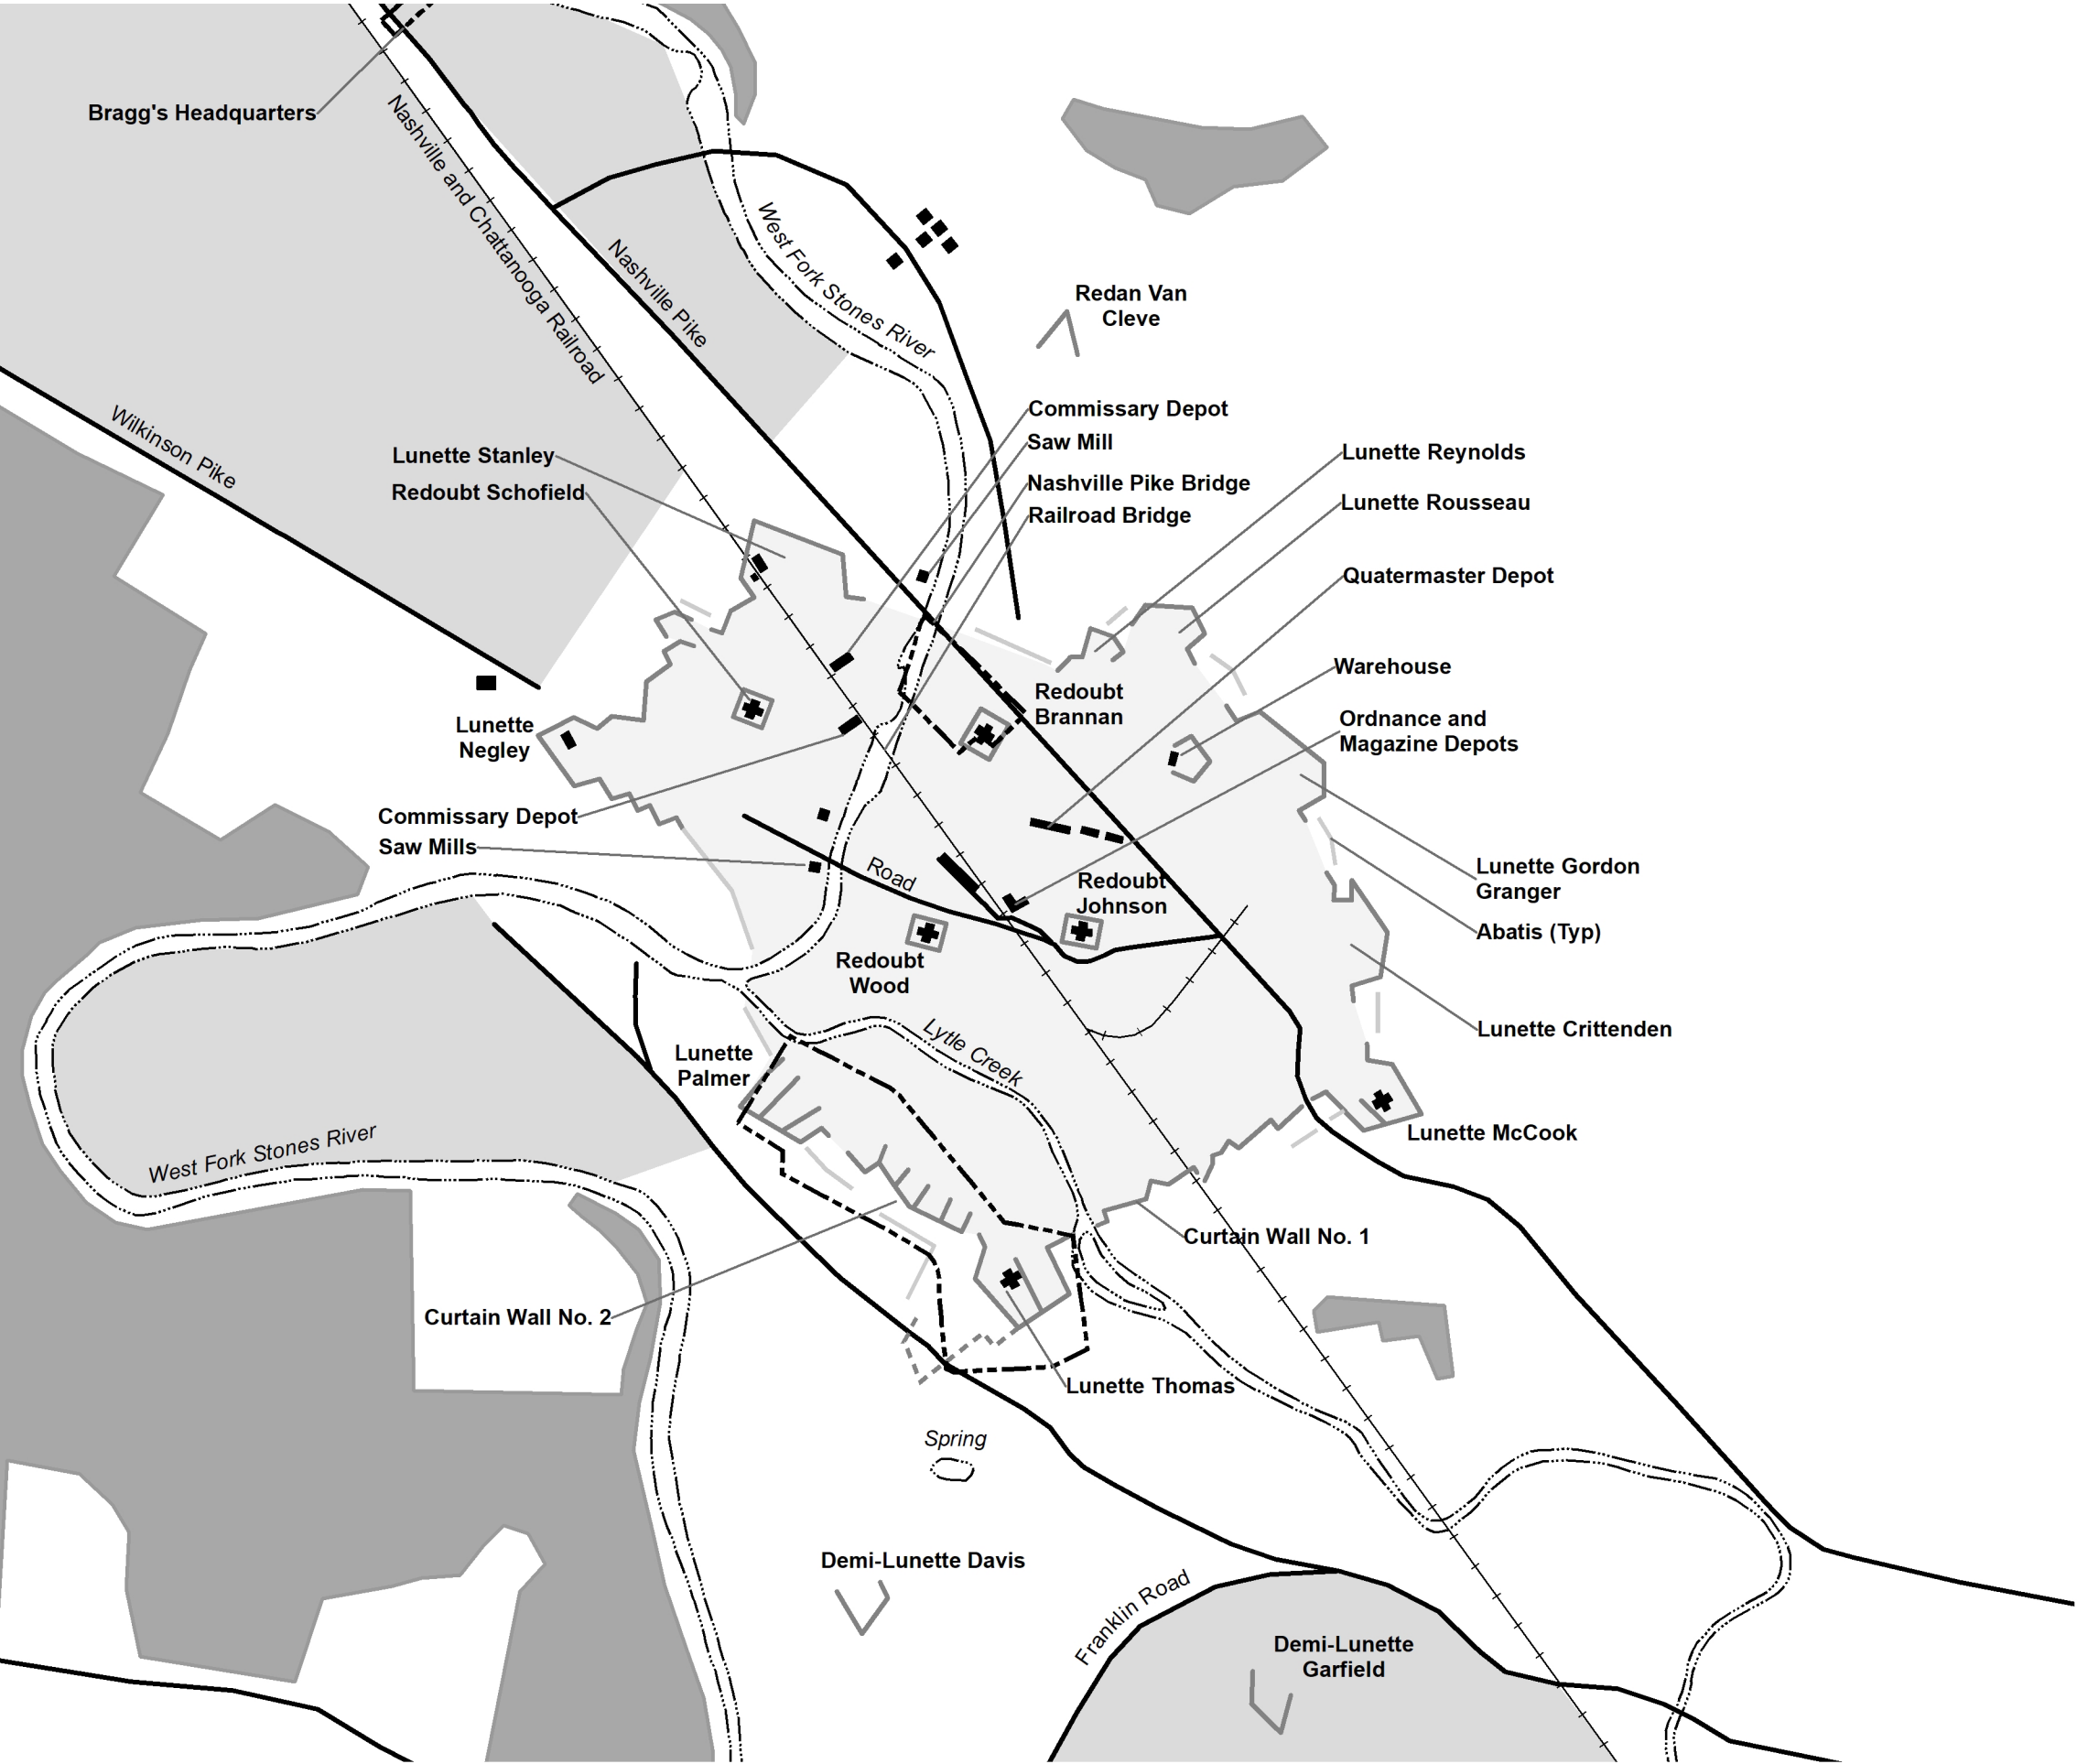 Bragg's Headquarters
Nashville and Chattanooga Railroad
Nashville Pike
West Fork Stones River
Redan Van
Cleve
Wilkinson Pike
Commissary Depot
Saw Mill
Nashville Pike Bridge
Railroad Bridge
Lunette Stanley
Redoubt Schofield
Lunette Reynolds
Lunette Rousseau
Quatermaster Depot
Warehouse
Ordnance and
Magazine Depots
Redoubt
Brannan
Lunette
Negley
Commissary Depot
Saw Mills
Road
Redoubt
Johnson
Lunette Gordon
Granger
Abatis (Typ)
Redoubt
Wood
Lunette Crittenden
Lytle Creek
Lunette
Palmer
Lunette McCook
West Fork Stones River
Curtain Wall No. 1
Curtain Wall No. 2
Lunette Thomas
Spring
Demi-Lunette Davis
Franklin Road
Demi-Lunette
Garfield